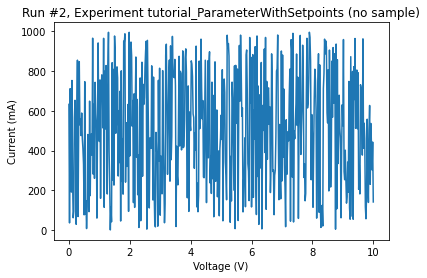 Run #2, Experiment tutorial_ParameterWithSetpoints (no sample)
1000
800
600
400
200
0
Current (mA)
0 2 4 6 8 10
Voltage (V)